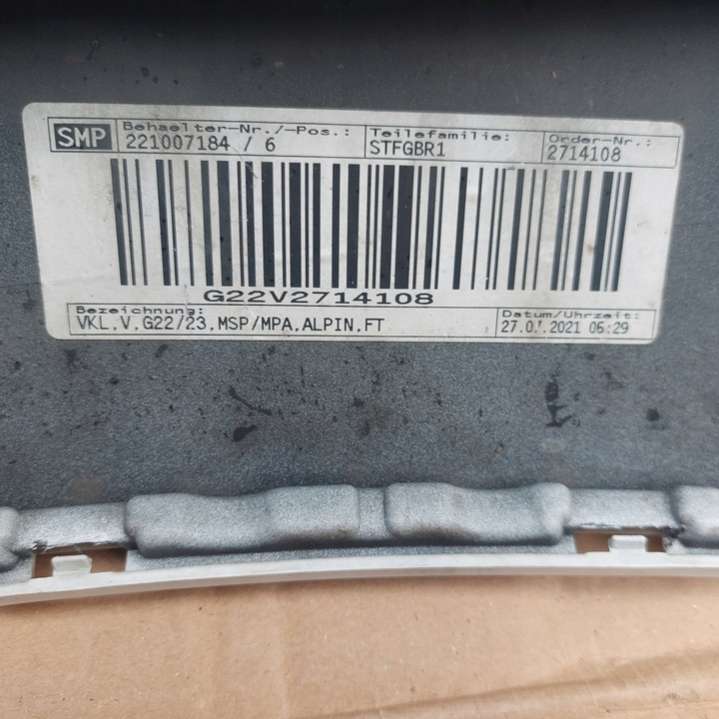 SMP
Behaelter-Nr./-Pos.: Teilefamilie: Order-Nr.:
221007184 / 6 STFGBR1 2714108
G22V2714108
Bezeichnung: Datum/Uhrzeit:
VKL.V.G22/23.MSP/MPA.ALPIN.FT 2021 06:29